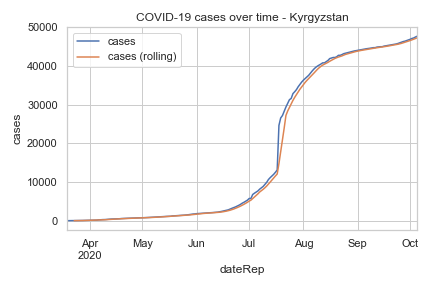 COVID-19 cases over time - Kyrgyzstan
50000
40000
30000
20000
10000
0
cases
cases
cases (rolling)
Apr
2020
May
Jun
Jul
Aug
Sep
Oct
dateRep